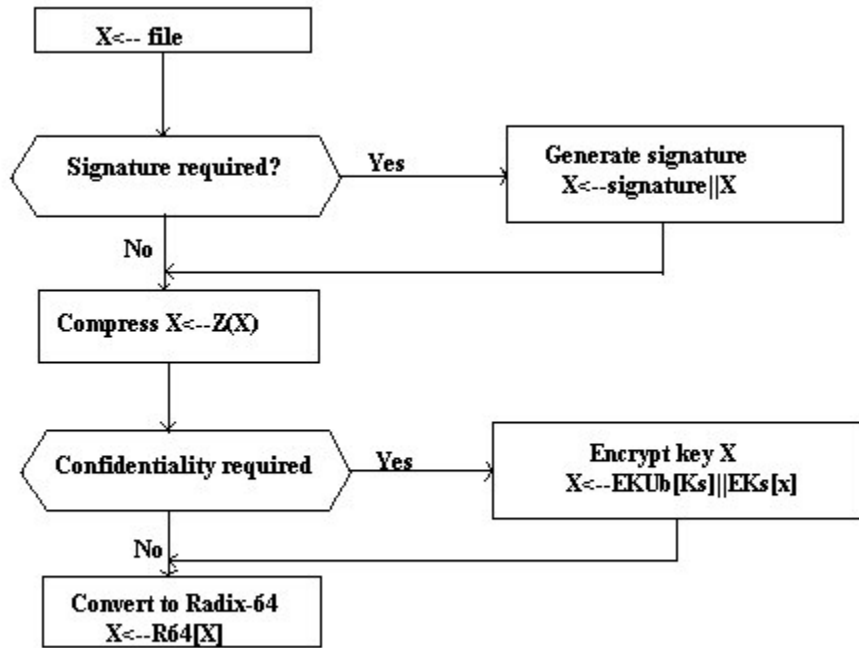 X<-- file
Signature required?
Yes
Generate signature
X<--signature||X
No
Compress X<--Z(X)
Confidentiality required
Yes
Encrypt key X
X<--EKUb[Ks]||EKs[x]
No
Convert to Radix-64
X<--R64[X]